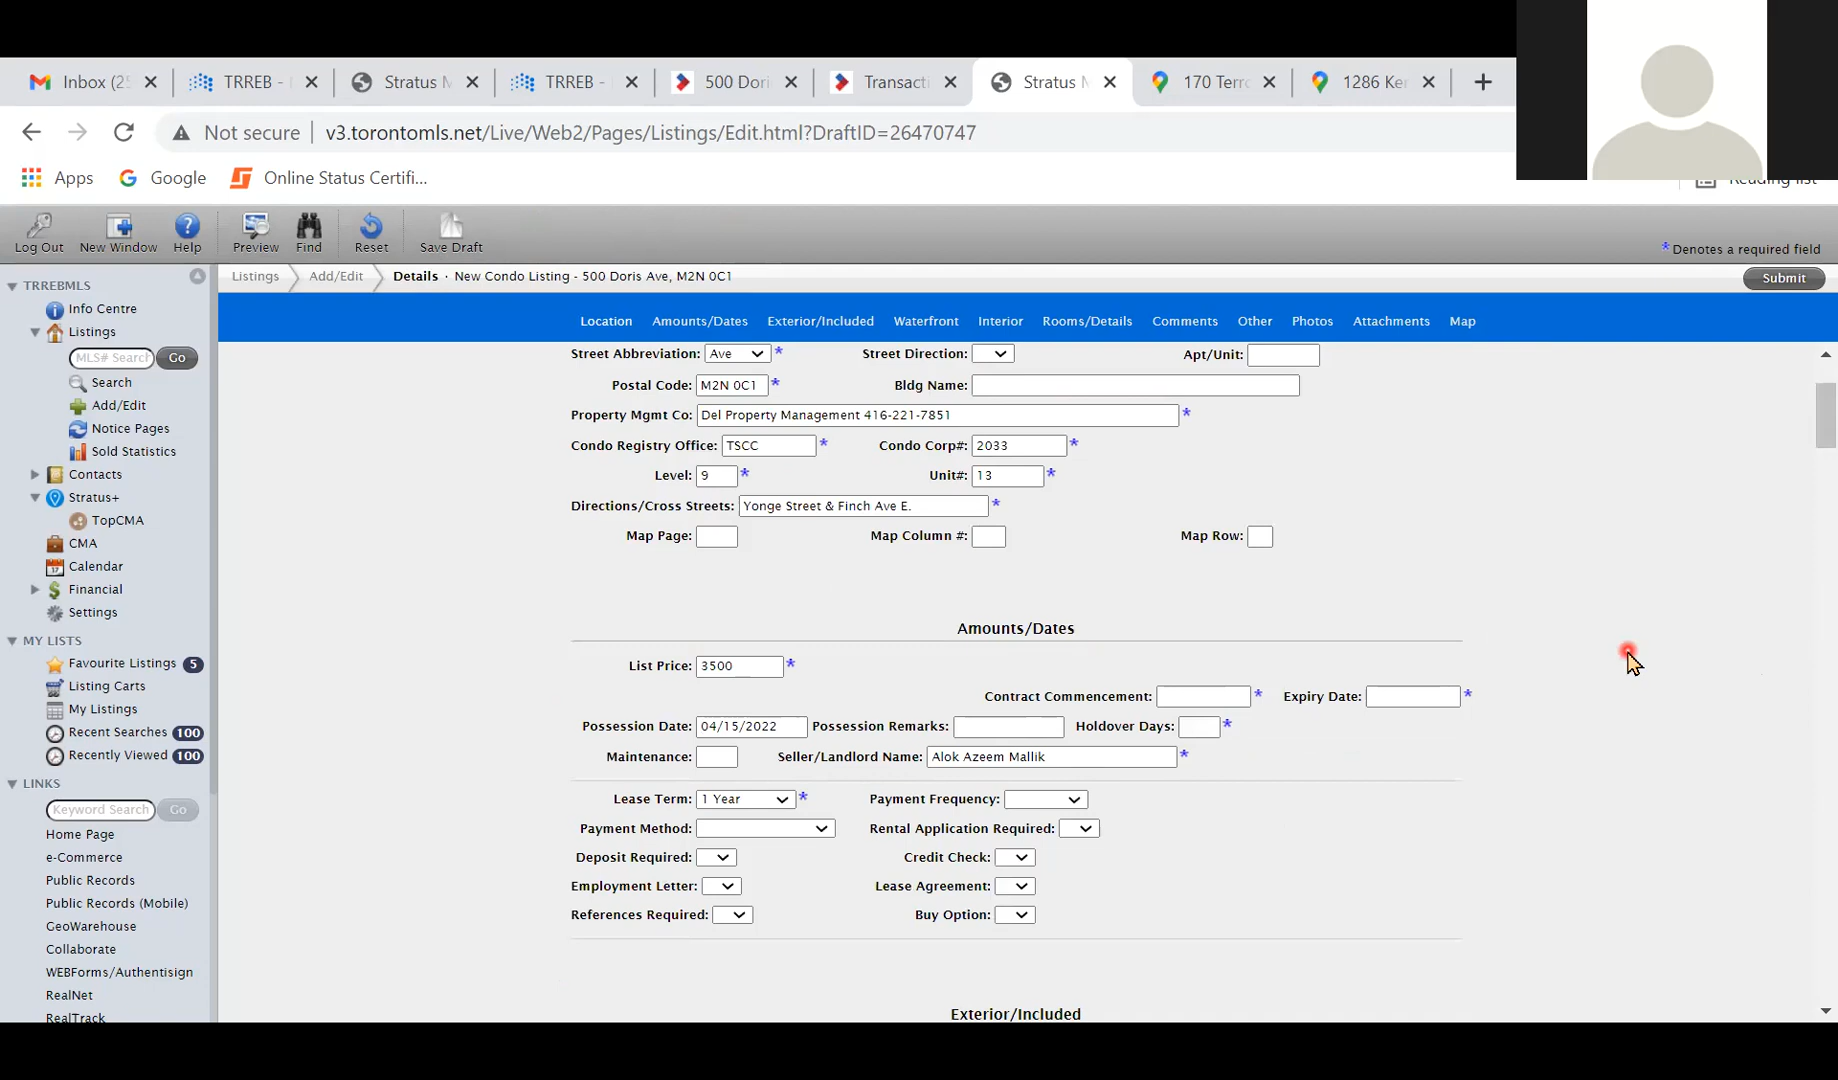 Inbox (25
TRREB -
Stratus M
TRREB -
500 Dori
Transacti
Stratus M
170 Terro
1286 Ker
Not secure
v3.torontomls.net/Live/Web2/Pages/Listings/Edit.html?DraftID=26470747
Apps
Google
Online Status Certifi...
Reading list
Log Out
New Window
Help
Preview
Find
Reset
Save Draft
* Denotes a required field
Listings
Add/Edit
Details · New Condo Listing - 500 Doris Ave, M2N 0C1
Submit
Location
Amounts/Dates
Exterior/Included
Waterfront
Interior
Rooms/Details
Comments
Other
Photos
Attachments
Map
TRREBMLS
Info Centre
Listings
MLS# Search
Go
Search
Add/Edit
Notice Pages
Sold Statistics
Contacts
Stratus+
TopCMA
CMA
Calendar
Financial
Settings
MY LISTS
Favourite Listings 5
Listing Carts
My Listings
Recent Searches 100
Recently Viewed 100
LINKS
Keyword Search
Go
Home Page
e-Commerce
Public Records
Public Records (Mobile)
GeoWarehouse
Collaborate
WEBForms/Authentisign
RealNet
RealTrack
Street Abbreviation: Ave * Street Direction: Apt/Unit:
Postal Code: M2N 0C1 * Bldg Name:
Property Mgmt Co: Del Property Management 416-221-7851 *
Condo Registry Office: TSCC * Condo Corp#: 2033 *
Level: 9 * Unit#: 13 *
Directions/Cross Streets: Yonge Street & Finch Ave E. *
Map Page: Map Column #: Map Row:
Amounts/Dates
List Price: 3500 *
Contract Commencement: * Expiry Date: *
Possession Date: 04/15/2022 Possession Remarks: Holdover Days: *
Maintenance: Seller/Landlord Name: Alok Azeem Mallik *
Lease Term: 1 Year * Payment Frequency:
Payment Method: Rental Application Required:
Deposit Required: Credit Check:
Employment Letter: Lease Agreement:
References Required: Buy Option:
Exterior/Included